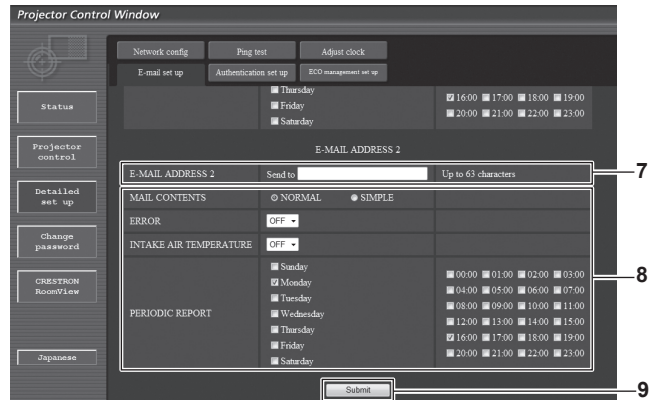 Projector Control Window
Network config Ping test Adjust clock
E-mail set up Authentication set up ECO management set up
Status
Projector control
Detailed set up
Change password
CRESTRON RoomView
Japanese
Thursday
Friday
Saturday
16:00 17:00 18:00 19:00
20:00 21:00 22:00 23:00
E-MAIL ADDRESS 2
E-MAIL ADDRESS 2 Send to Up to 63 characters 7
MAIL CONTENTS NORMAL SIMPLE
ERROR OFF
INTAKE AIR TEMPERATURE OFF
PERIODIC REPORT
Sunday
Monday
Tuesday
Wednesday
Thursday
Friday
Saturday
00:00 01:00 02:00 03:00
04:00 05:00 06:00 07:00
08:00 09:00 10:00 11:00
12:00 13:00 14:00 15:00
16:00 17:00 18:00 19:00
20:00 21:00 22:00 23:00
8
Submit 9